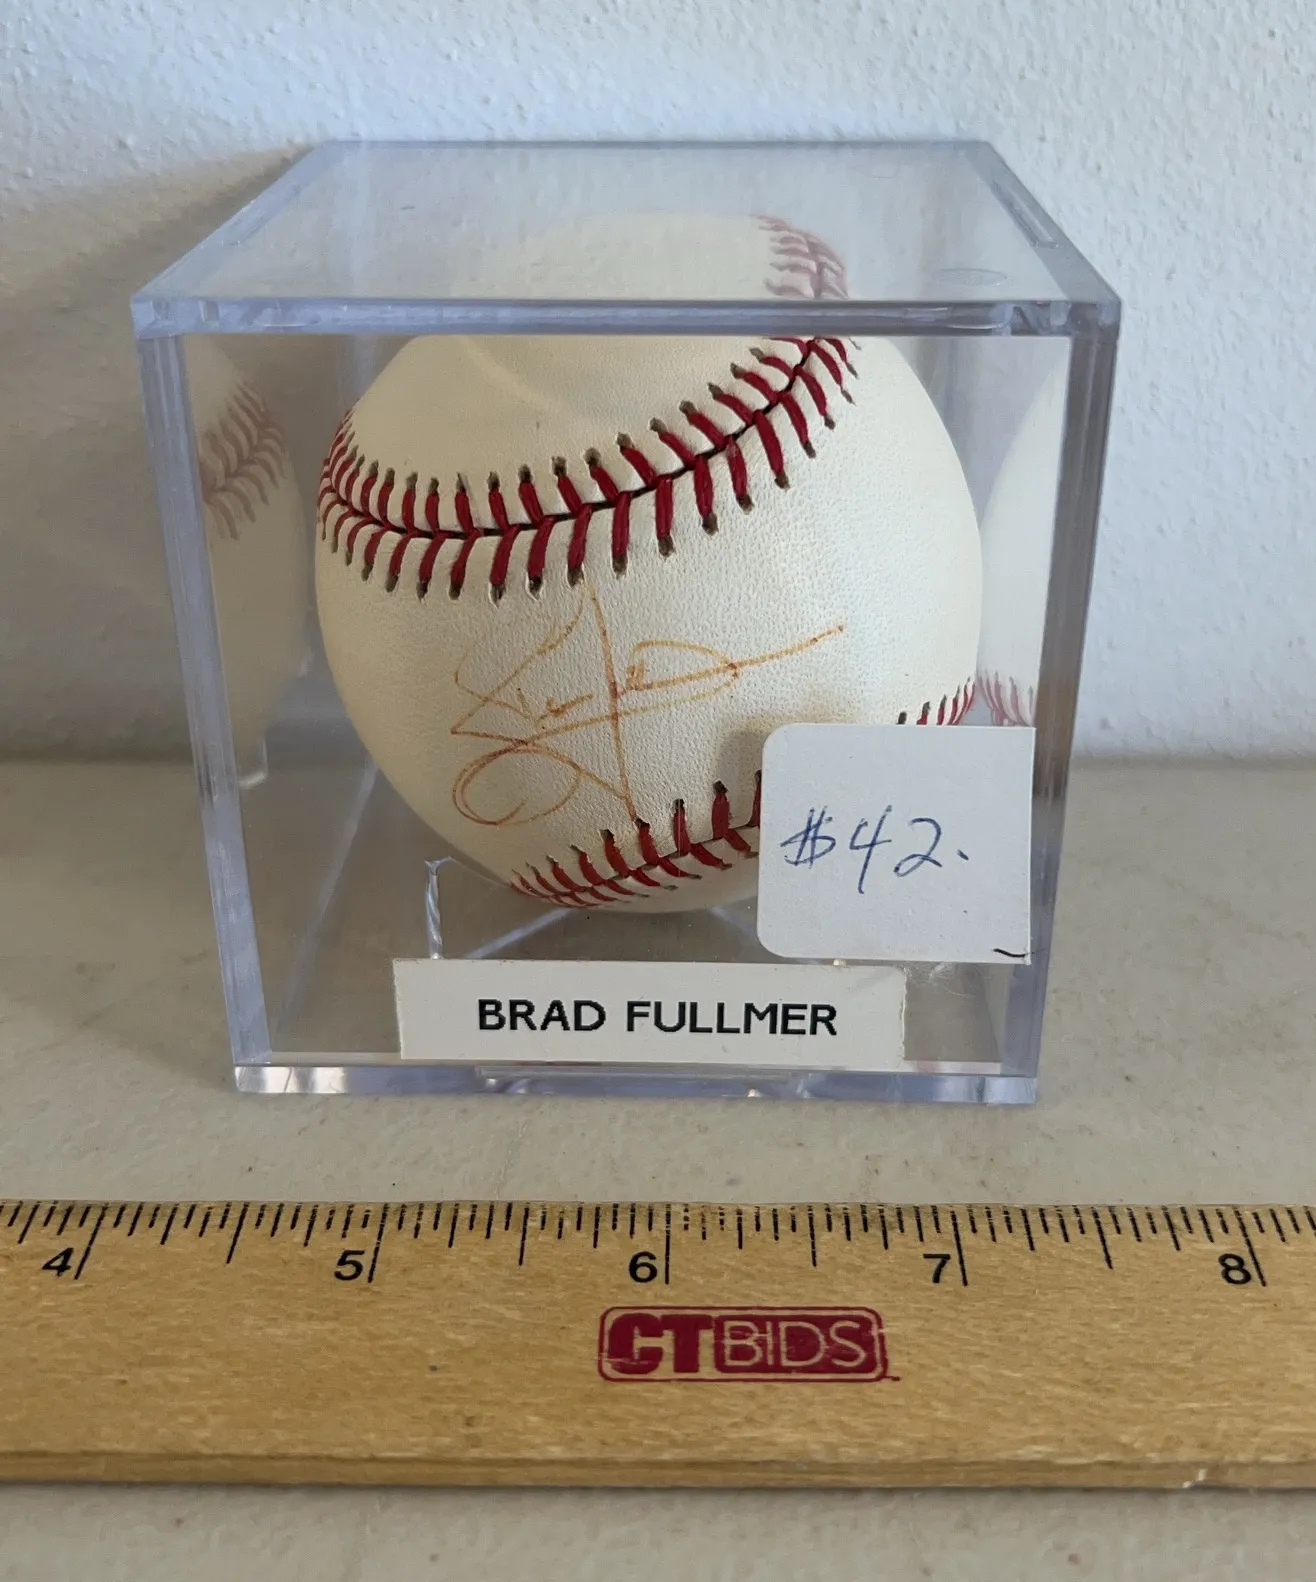 $42.
BRAD FULLMER
4 5 6 7 8
CTBIDS